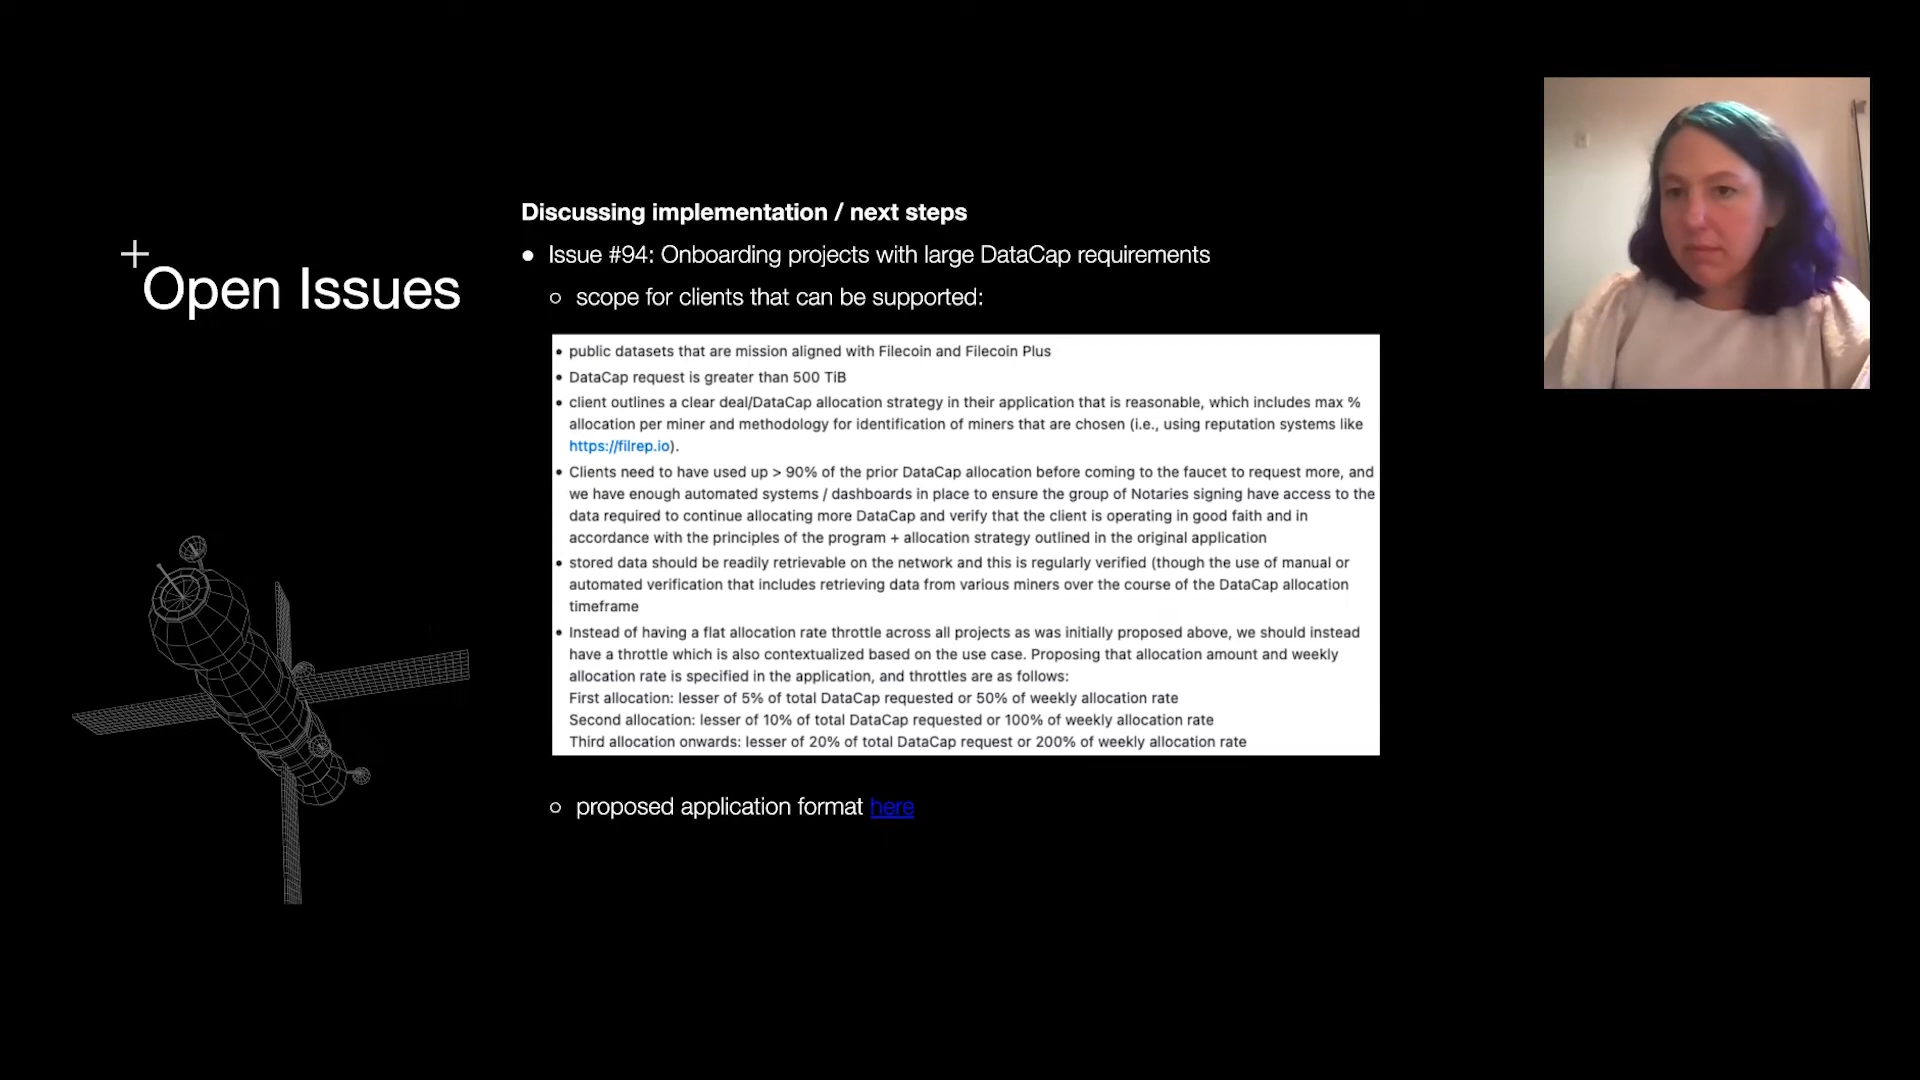 +
Open Issues
Discussing implementation / next steps
● Issue #94: Onboarding projects with large DataCap requirements
○ scope for clients that can be supported:
• public datasets that are mission aligned with Filecoin and Filecoin Plus
• DataCap request is greater than 500 TiB
• client outlines a clear deal/DataCap allocation strategy in their application that is reasonable, which includes max %
allocation per miner and methodology for identification of miners that are chosen (i.e., using reputation systems like
https://filrep.io).
• Clients need to have used up > 90% of the prior DataCap allocation before coming to the faucet to request more, and
we have enough automated systems / dashboards in place to ensure the group of Notaries signing have access to the
data required to continue allocating more DataCap and verify that the client is operating in good faith and in
accordance with the principles of the program + allocation strategy outlined in the original application
• stored data should be readily retrievable on the network and this is regularly verified (though the use of manual or
automated verification that includes retrieving data from various miners over the course of the DataCap allocation
timeframe
• Instead of having a flat allocation rate throttle across all projects as was initially proposed above, we should instead
have a throttle which is also contextualized based on the use case. Proposing that allocation amount and weekly
allocation rate is specified in the application, and throttles are as follows:
First allocation: lesser of 5% of total DataCap requested or 50% of weekly allocation rate
Second allocation: lesser of 10% of total DataCap requested or 100% of weekly allocation rate
Third allocation onwards: lesser of 20% of total DataCap request or 200% of weekly allocation rate
○ proposed application format here